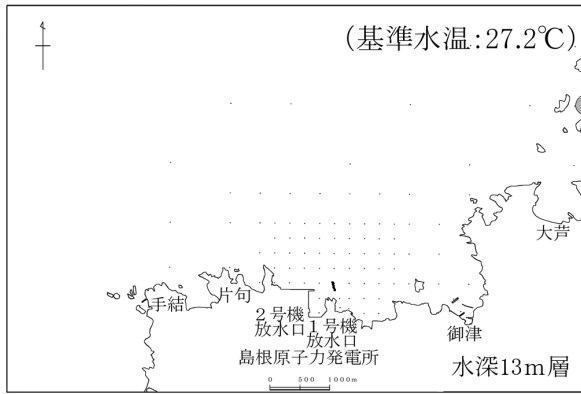 (基準水温:27.2℃)
大芦
手結
片句
2号機
放水口
1号機
放水口
御津
島根原子力発電所
水深13m層
0 500 1000m